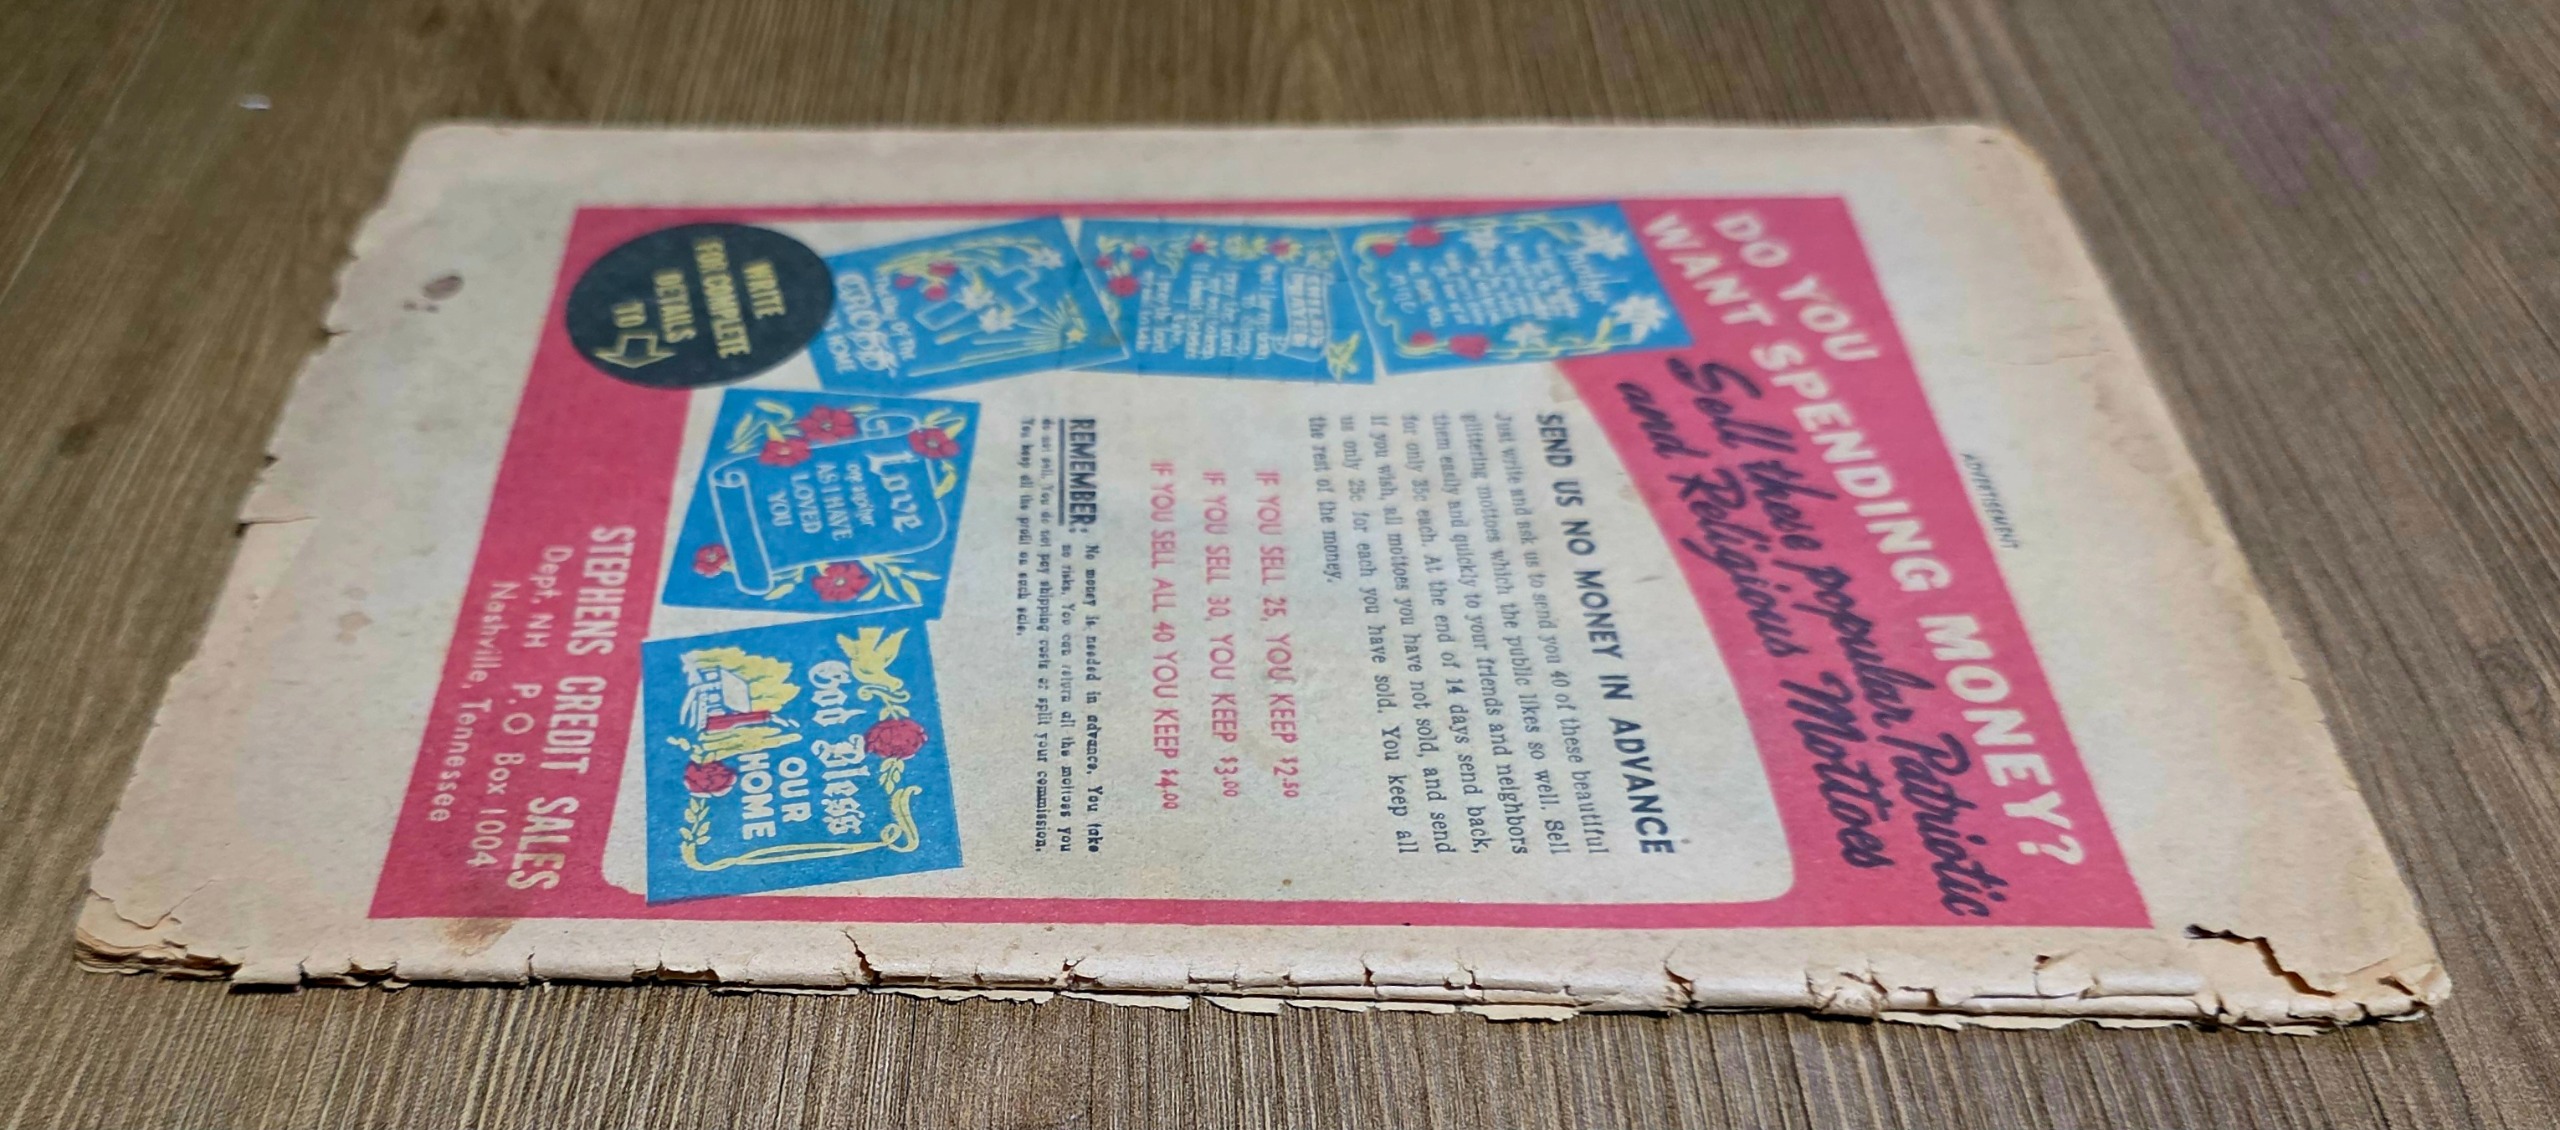 ADVERTISEMENT
DO YOU
WANT SPENDING MONEY?
Sell these popular Patriotic
and Religious Mottoes
SEND US NO MONEY IN ADVANCE
Just write and ask us to send you 40 of these beautiful
glittering mottoes which the public likes so well. Sell
them easily and quickly to your friends and neighbors
for only 35c each. At the end of 14 days send back,
if you wish, all mottoes you have not sold, and send
us only 25c for each you have sold. You keep all
the rest of the money.
IF YOU SELL 25, YOU KEEP $2.50
IF YOU SELL 30, YOU KEEP $3.00
IF YOU SELL ALL 40 YOU KEEP $4.00
REMEMBER: No money is needed in advance. You take
no risks. You can return all the mottoes you
do not sell. You do not pay shipping costs or split your commission.
You keep all the profit on each sale.
Mother
Love
one another
AS I HAVE
LOVED
YOU
God Bless
OUR
HOME
WRITE
FOR COMPLETE
DETAILS
TO
STEPHENS CREDIT SALES
Dept. NH P.O Box 1004
Nashville, Tennessee